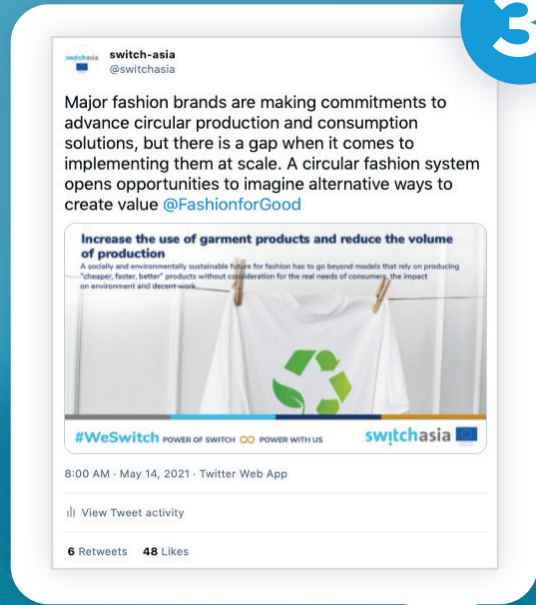 3
switchasia
switch-asia
@switchasia
Major fashion brands are making commitments to
advance circular production and consumption
solutions, but there is a gap when it comes to
implementing them at scale. A circular fashion system
opens opportunities to imagine alternative ways to
create value @FashionforGood
Increase the use of garment products and reduce the volume
of production
A socially and environmentally sustainable future for fashion has to go beyond models that rely on producing
"cheaper, faster, better" products without consideration for the real needs of consumers, the impact
on environment and decent work.
#WeSwitch POWER OF SWITCH POWER WITH US
switchasia
8:00 AM · May 14, 2021 · Twitter Web App
View Tweet activity
6 Retweets 48 Likes